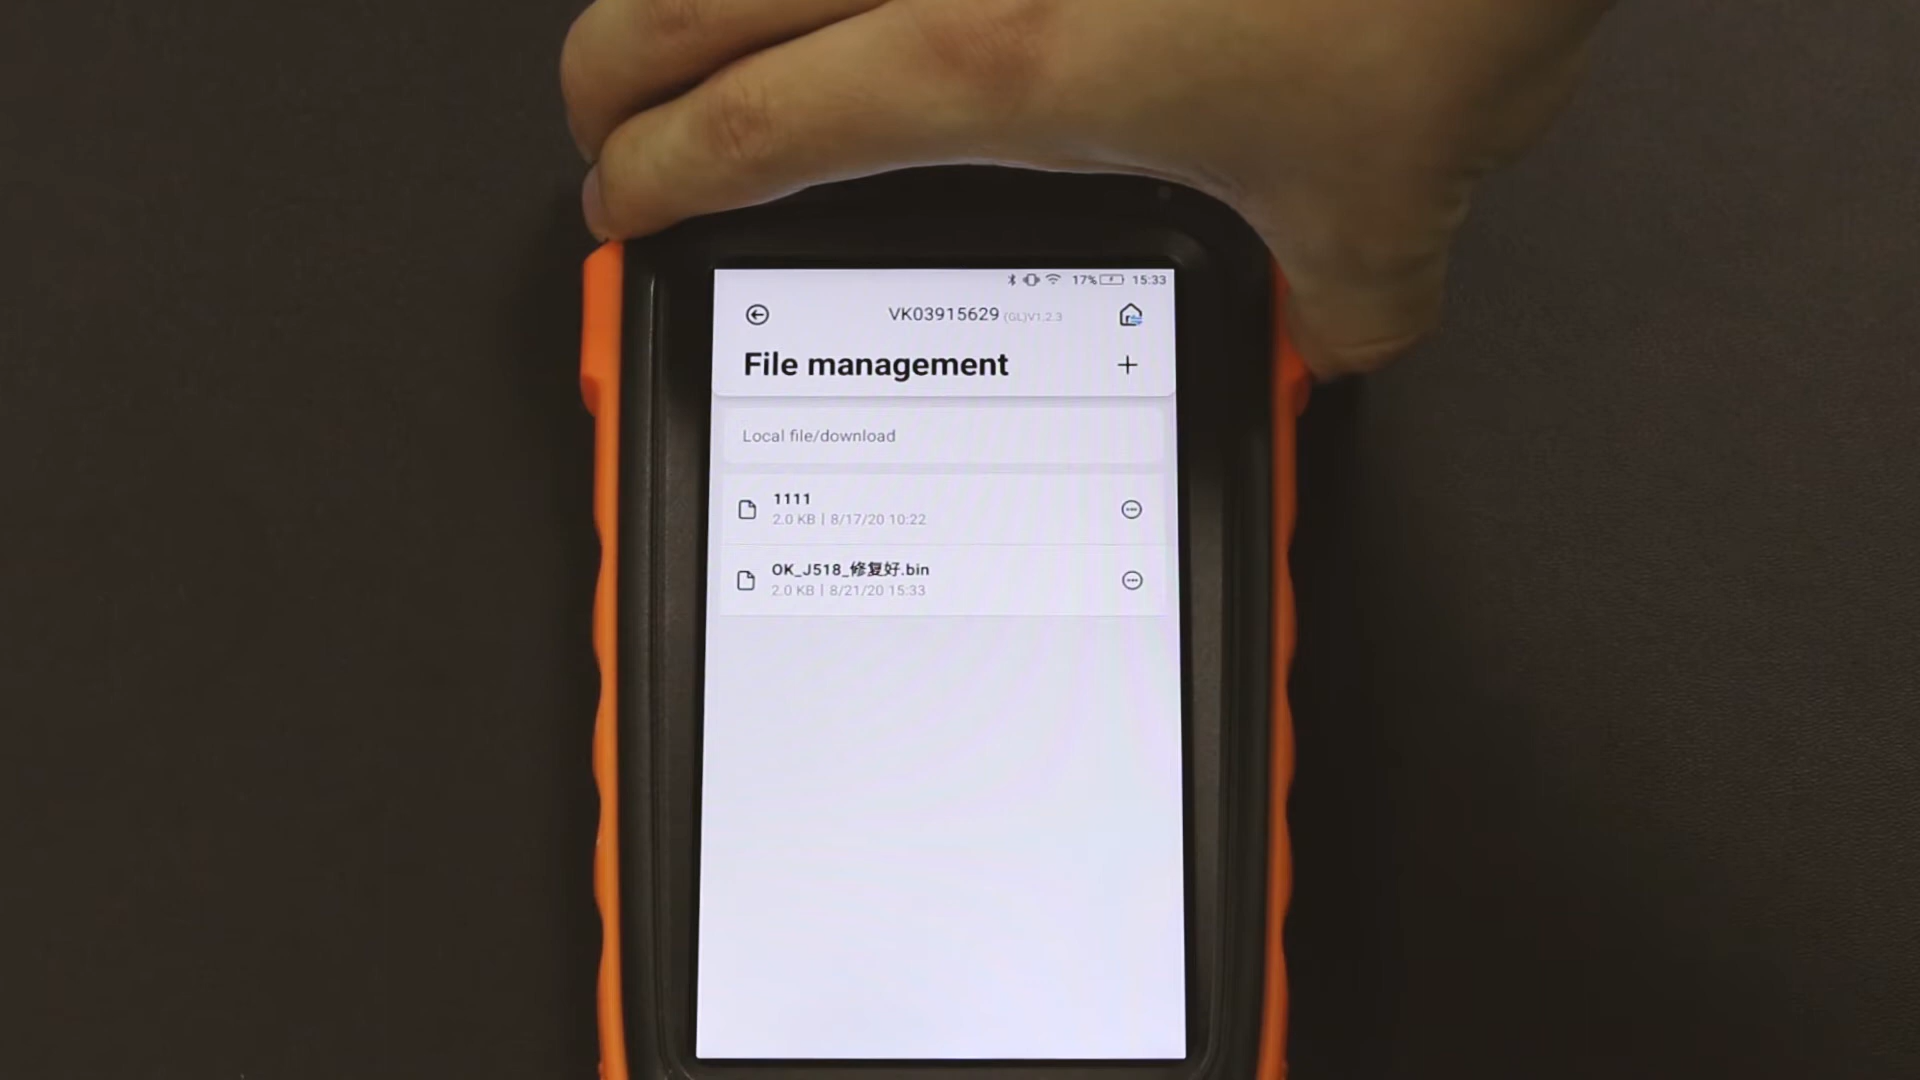 17% 15:33
VK03915629 (GL)V1.2.3
File management
Local file/download
1111
2.0 KB | 8/17/20 10:22
OK_J518_修复好.bin
2.0 KB | 8/21/20 15:33